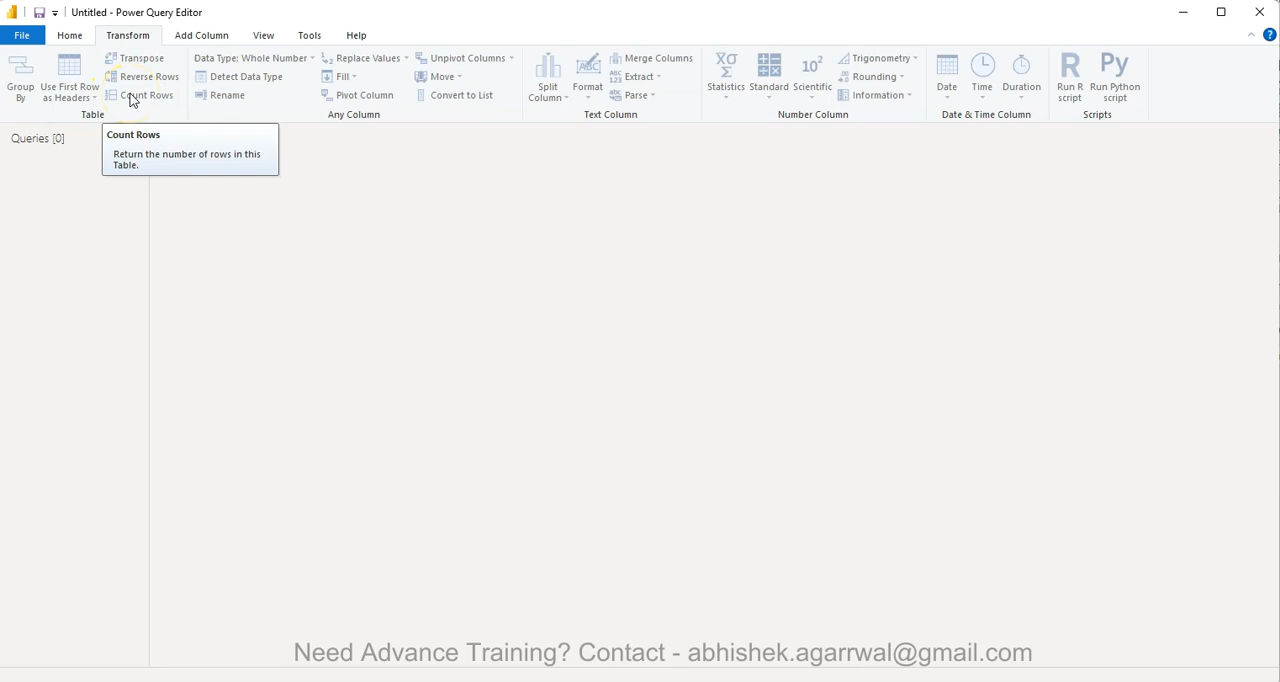 Untitled - Power Query Editor
File Home Transform Add Column View Tools Help
Group By
Use First Row as Headers
Transpose
Reverse Rows
Count Rows
Table
Data Type: Whole Number
Detect Data Type
Rename
Replace Values
Fill
Pivot Column
Unpivot Columns
Move
Convert to List
Any Column
Split Column
Format
ABC
Merge Columns
Extract
Parse
Text Column
Statistics
Standard
10²
Scientific
Trigonometry
Rounding
Information
Number Column
Date
Time
Duration
Date & Time Column
R
Run R script
Py
Run Python script
Scripts
Queries [0]
Count Rows
Return the number of rows in this
Table.
Need Advance Training? Contact - abhishek.agarrwal@gmail.com